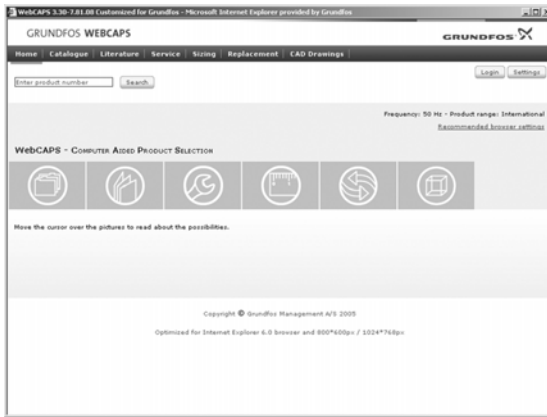 WebCAPS 3.30-7.81.08 Customized for Grundfos - Microsoft Internet Explorer provided by Grundfos
GRUNDFOS WEBCAPS
GRUNDFOS
Home Catalogue Literature Service Sizing Replacement CAD Drawings
Enter product number Search Login Settings
Frequency: 50 Hz - Product range: International
Recommended browser settings
WebCAPS - Computer Aided Product Selection
Move the cursor over the pictures to read about the possibilities.
Copyright © Grundfos Management A/S 2005
Optimized for Internet Explorer 6.0 browser and 800*600px / 1024*768px